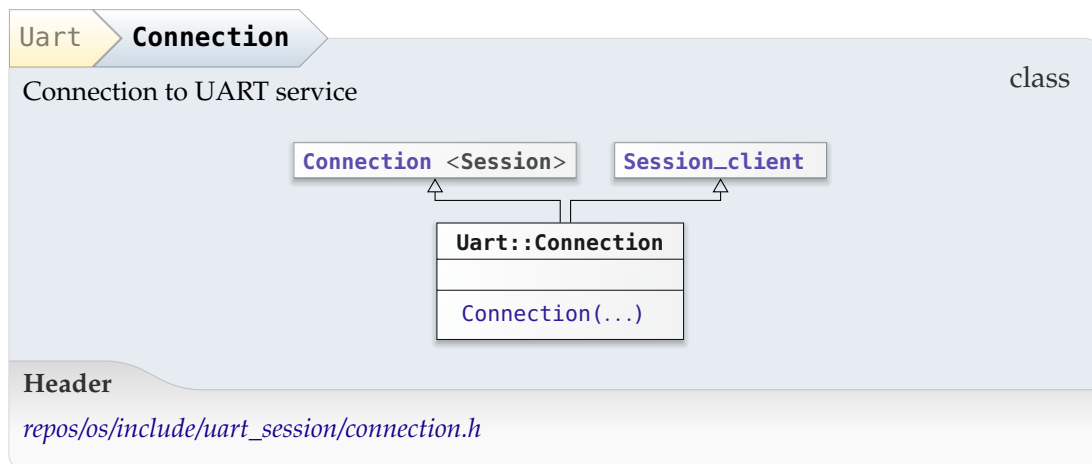 Uart Connection
class
Connection to UART service
Connection <Session> Session_client
Uart::Connection
Connection(...)
Header
repos/os/include/uart_session/connection.h